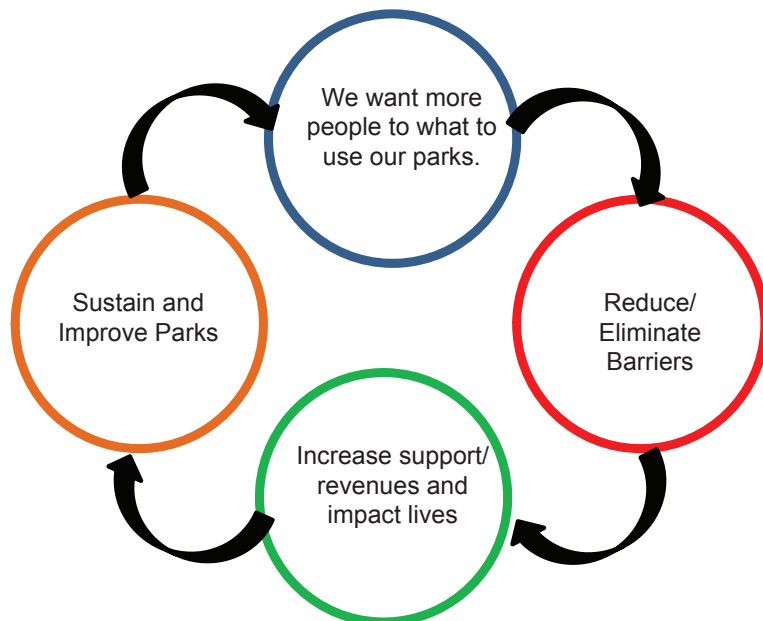 We want more
people to what to
use our parks.
Reduce/
Eliminate
Barriers
Increase support/
revenues and
impact lives
Sustain and
Improve Parks